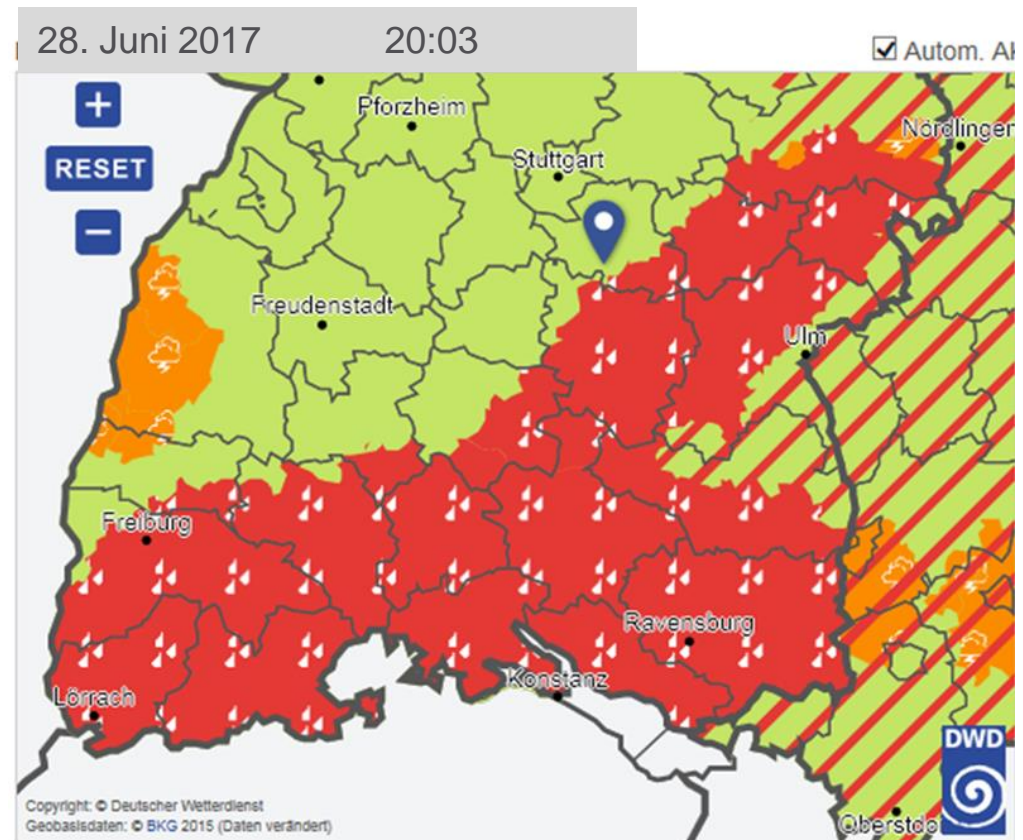 28. Juni 2017 20:03
Autom. Ak
+
RESET
−
Pforzheim
Nördlingen
Stuttgart
Freudenstadt
Ulm
Freiburg
Ravensburg
Konstanz
Lörrach
DWD
Copyright: © Deutscher Wetterdienst
Geobasisdaten: © BKG 2015 (Daten verändert)
Oberstdo